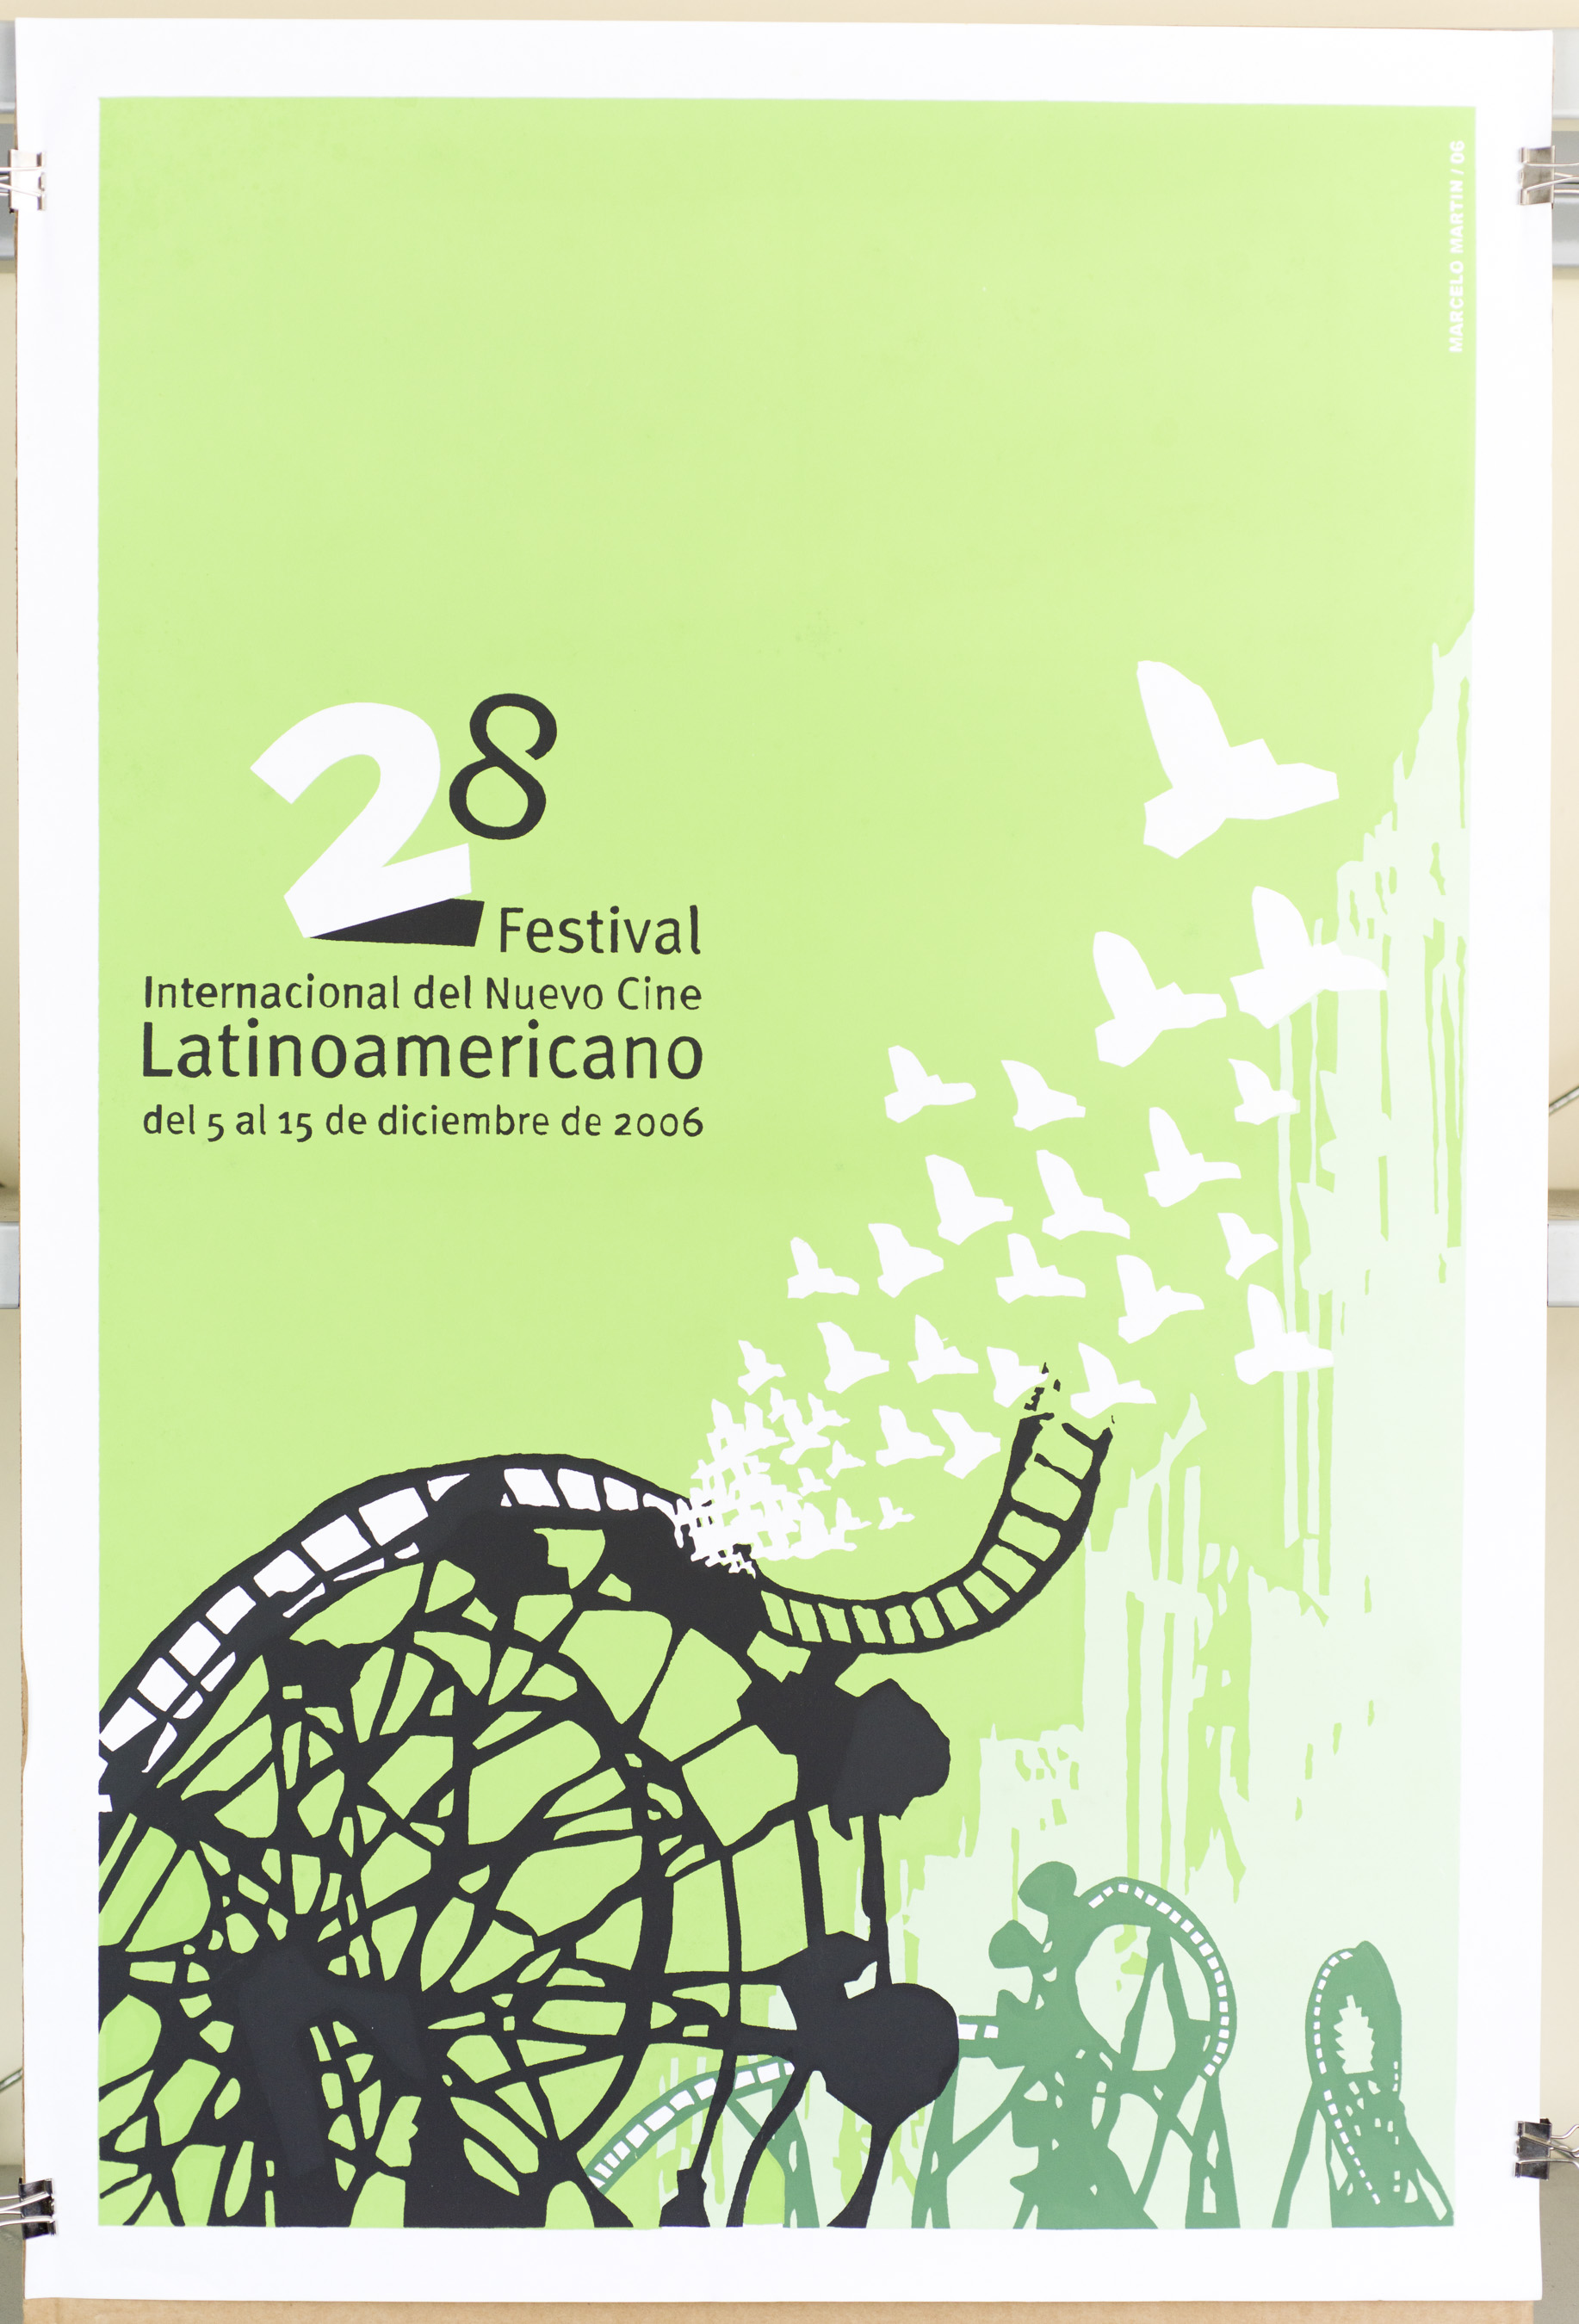 MARCELO MARTIN / 06
28
Festival
Internacional del Nuevo Cine
Latinoamericano
del 5 al 15 de diciembre de 2006